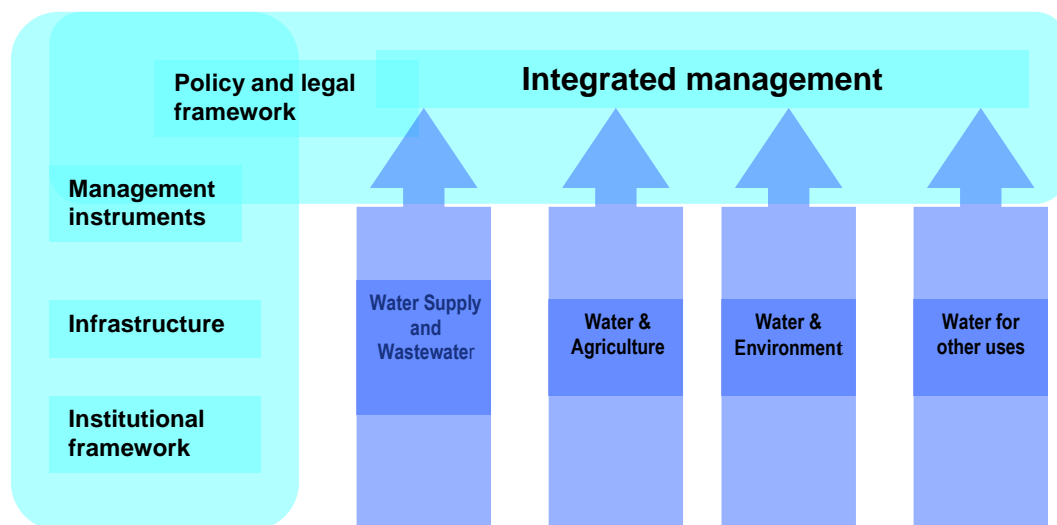 Integrated management
Policy and legal
framework
Management
instruments
Infrastructure
Institutional
framework
Water Supply
and
Wastewater
Water &
Agriculture
Water &
Environment
Water for
other uses